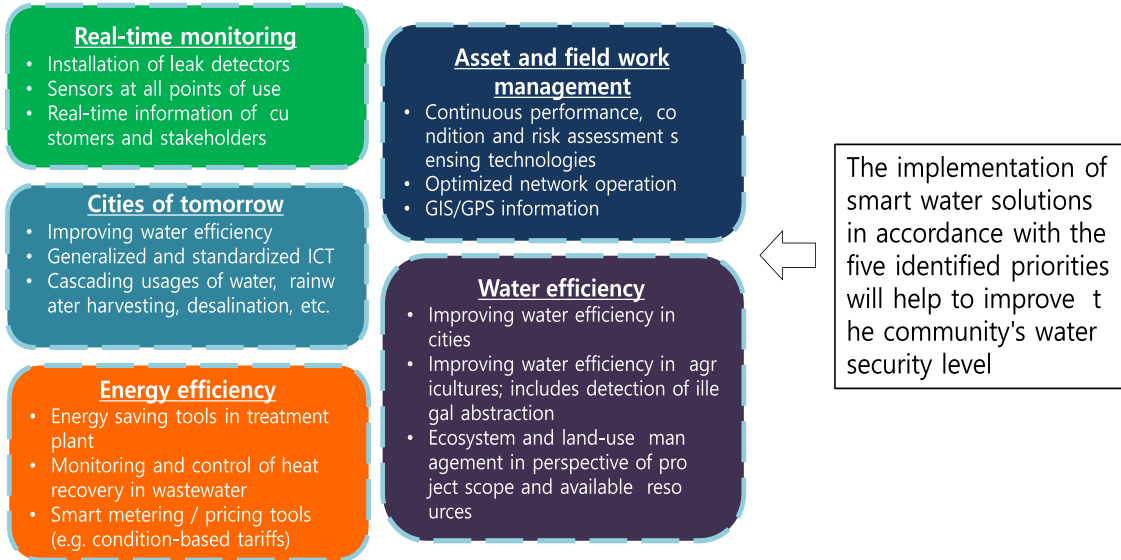 Real-time monitoring
• Installation of leak detectors
• Sensors at all points of use
• Real-time information of cu
stomers and stakeholders
Cities of tomorrow
• Improving water efficiency
• Generalized and standardized ICT
• Cascading usages of water, rainw
ater harvesting, desalination, etc.
Energy efficiency
• Energy saving tools in treatment
plant
• Monitoring and control of heat
recovery in wastewater
• Smart metering / pricing tools
(e.g. condition-based tariffs)
Asset and field work
management
• Continuous performance, co
ndition and risk assessment s
ensing technologies
• Optimized network operation
• GIS/GPS information
Water efficiency
• Improving water efficiency in
cities
• Improving water efficiency in agr
icultures; includes detection of ille
gal abstraction
• Ecosystem and land-use man
agement in perspective of pro
ject scope and available reso
urces
The implementation of
smart water solutions
in accordance with the
five identified priorities
will help to improve t
he community's water
security level